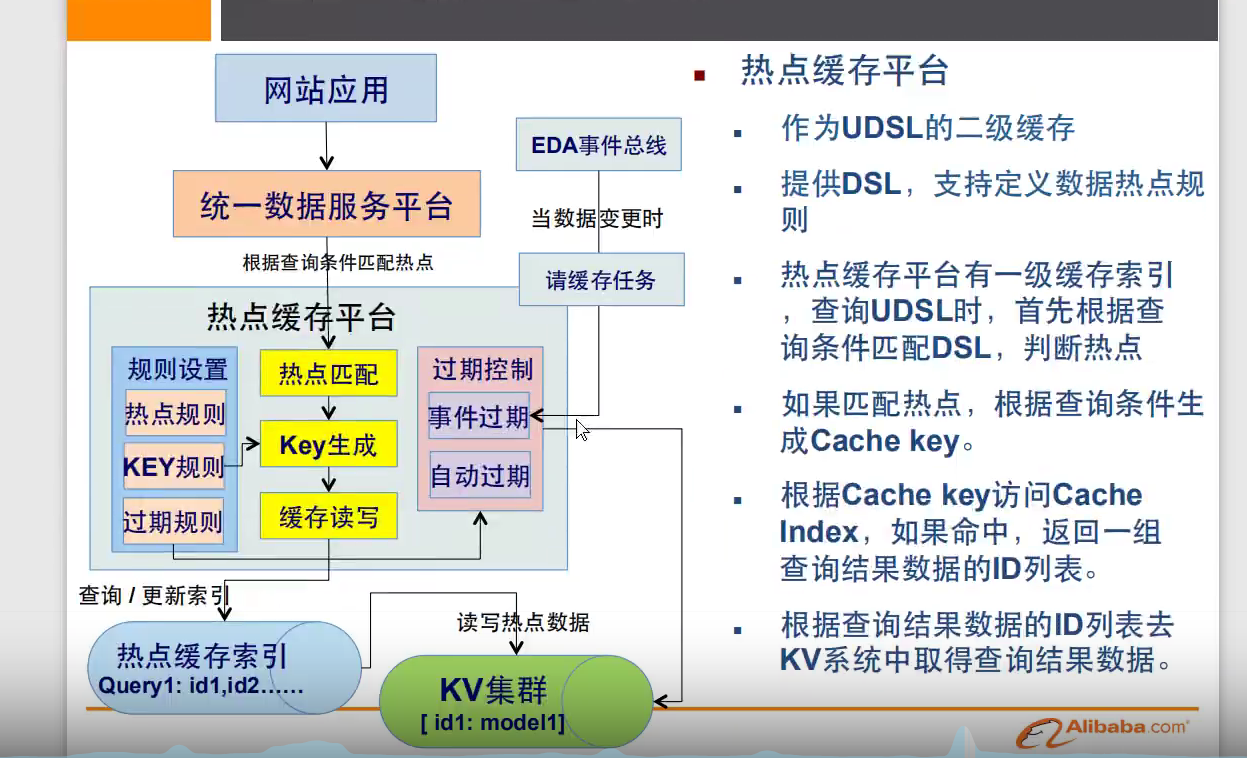 网站应用
统一数据服务平台
根据查询条件匹配热点
EDA事件总线
当数据变更时
请缓存任务
热点缓存平台
规则设置
热点规则
KEY规则
过期规则
热点匹配
Key生成
缓存读写
过期控制
事件过期
自动过期
查询 / 更新索引
热点缓存索引
Query1: id1,id2......
读写热点数据
KV集群
[ id1: model1]
热点缓存平台
作为UDSL的二级缓存
提供DSL，支持定义数据热点规
则
热点缓存平台有一级缓存索引
，查询UDSL时，首先根据查
询条件匹配DSL，判断热点
如果匹配热点，根据查询条件生
成Cache key。
根据Cache key访问Cache
Index，如果命中，返回一组
查询结果数据的ID列表。
根据查询结果数据的ID列表去
KV系统中取得查询结果数据。
Alibaba.com